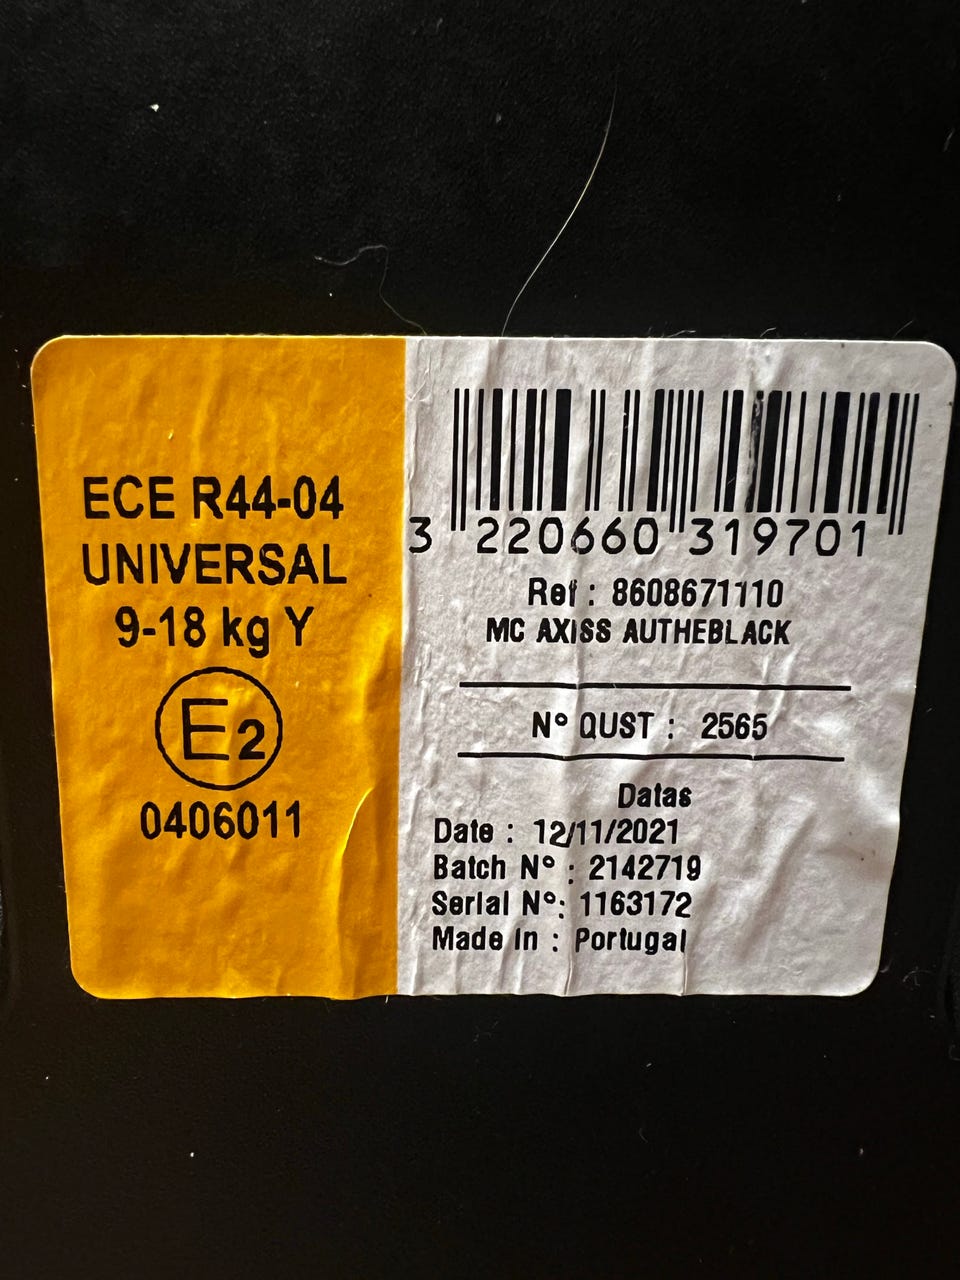 ECE R44-04
UNIVERSAL
9-18 kg Y
E2
0406011
3 220660 319701
Ref : 8608671110
MC AXISS AUTHEBLACK
N° QUST : 2565
Datas
Date : 12/11/2021
Batch N° : 2142719
Serial N°: 1163172
Made In : Portugal